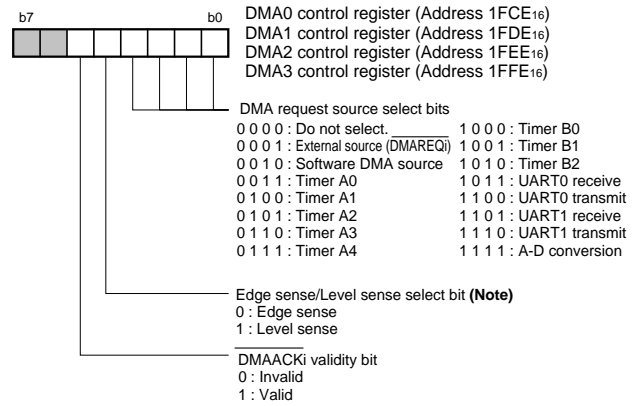 b7 b0
DMA0 control register (Address 1FCE16)
DMA1 control register (Address 1FDE16)
DMA2 control register (Address 1FEE16)
DMA3 control register (Address 1FFE16)
DMA request source select bits
0 0 0 0 : Do not select. 1 0 0 0 : Timer B0
0 0 0 1 : External source (DMAREQi) 1 0 0 1 : Timer B1
0 0 1 0 : Software DMA source 1 0 1 0 : Timer B2
0 0 1 1 : Timer A0 1 0 1 1 : UART0 receive
0 1 0 0 : Timer A1 1 1 0 0 : UART0 transmit
0 1 0 1 : Timer A2 1 1 0 1 : UART1 receive
0 1 1 0 : Timer A3 1 1 1 0 : UART1 transmit
0 1 1 1 : Timer A4 1 1 1 1 : A-D conversion
Edge sense/Level sense select bit (Note)
0 : Edge sense
1 : Level sense
DMAACKi validity bit
0 : Invalid
1 : Valid